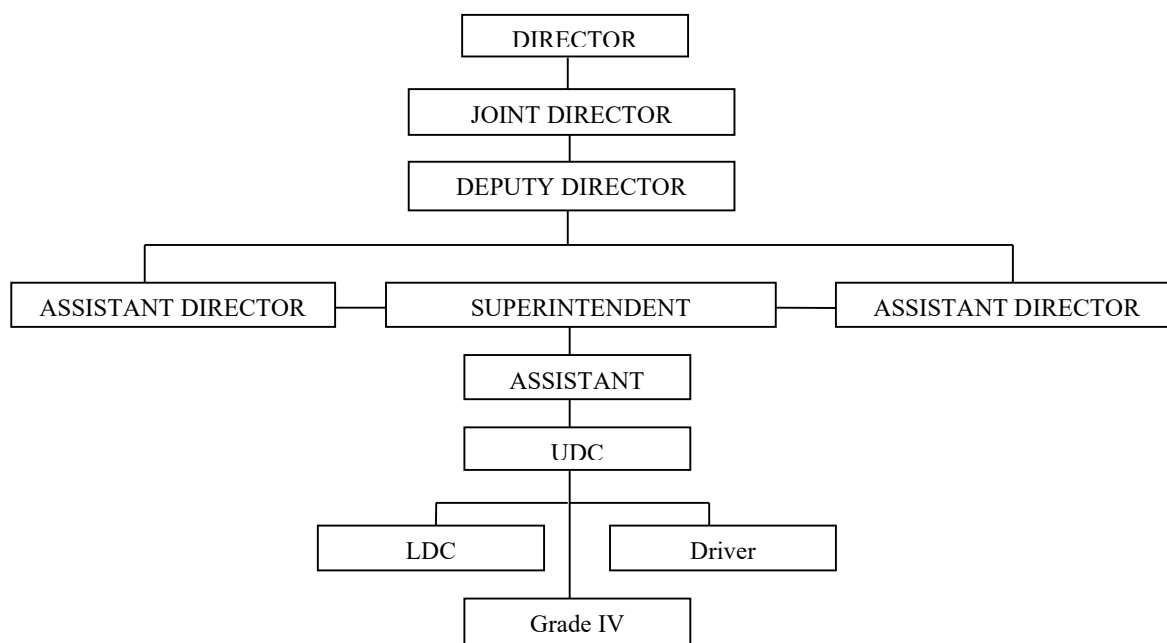 DIRECTOR
JOINT DIRECTOR
DEPUTY DIRECTOR
ASSISTANT DIRECTOR
SUPERINTENDENT
ASSISTANT DIRECTOR
ASSISTANT
UDC
LDC
Driver
Grade IV